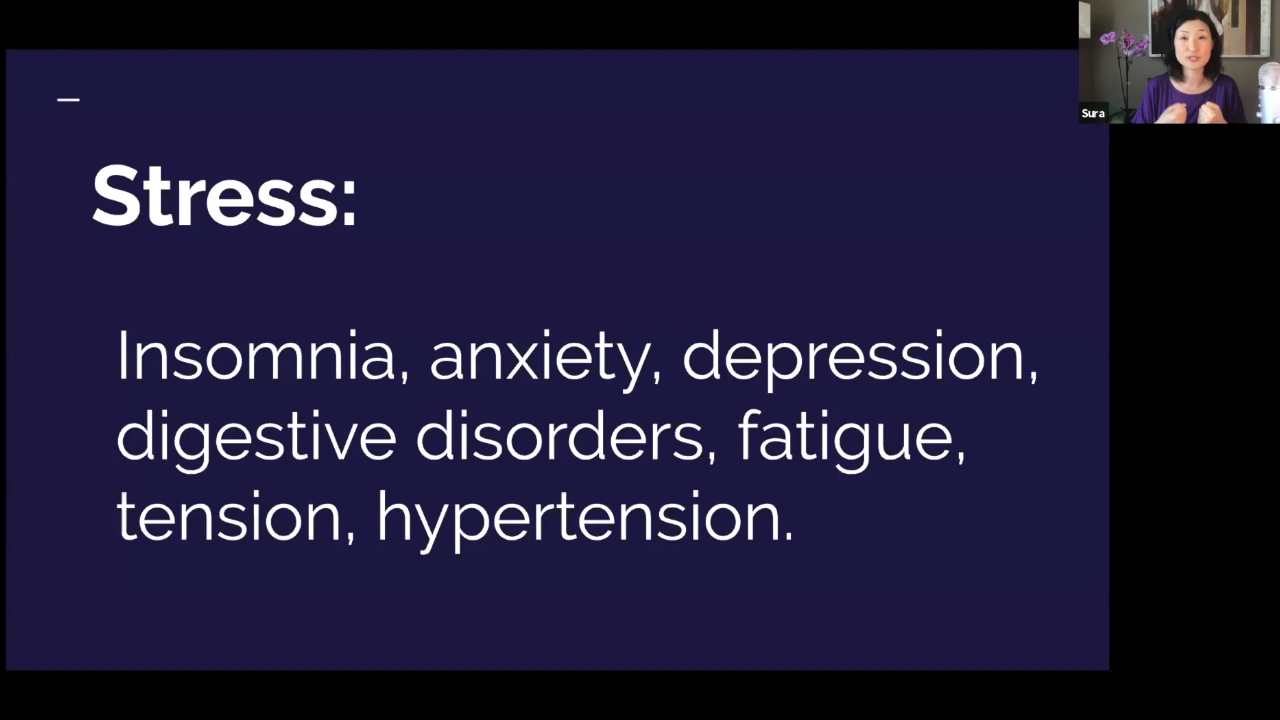 Stress:
Insomnia, anxiety, depression,
digestive disorders, fatigue,
tension, hypertension.
Sura